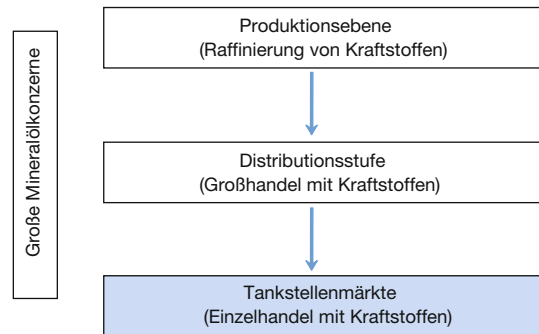 Große Mineralölkonzerne
Produktionsebene
(Raffinierung von Kraftstoffen)
Distributionsstufe
(Großhandel mit Kraftstoffen)
Tankstellenmärkte
(Einzelhandel mit Kraftstoffen)